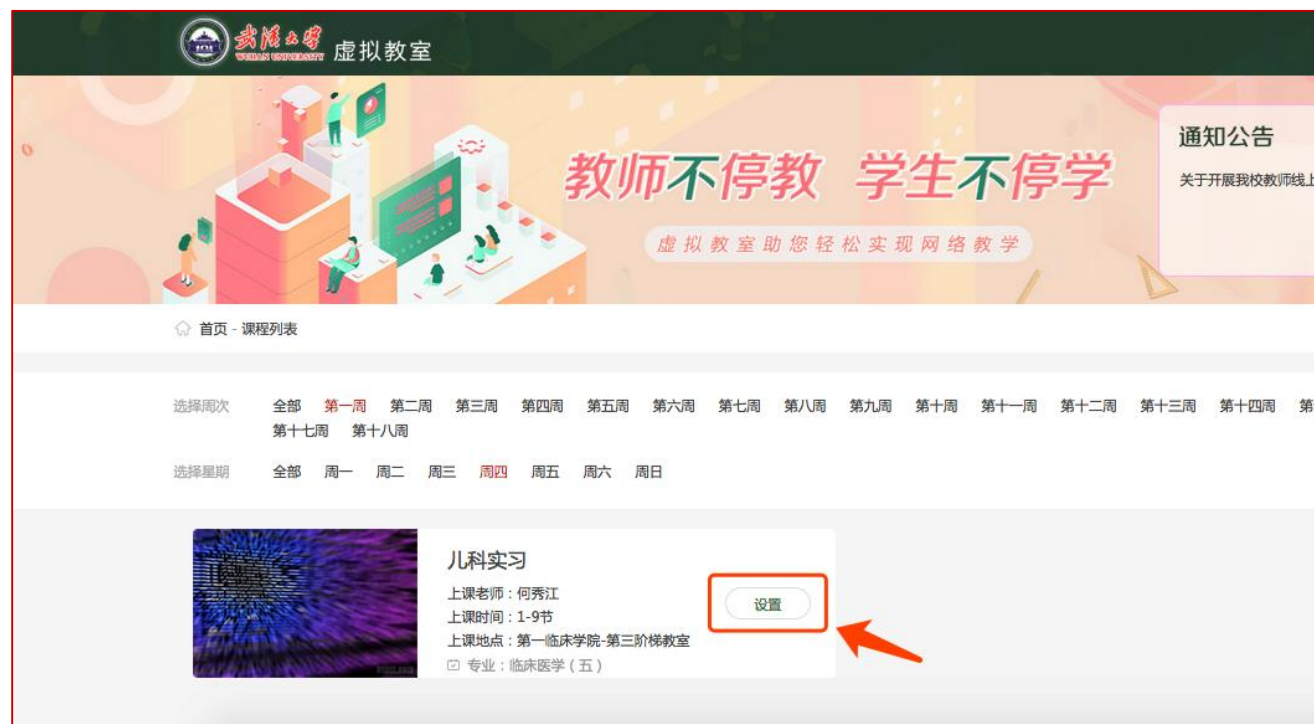 武汉大学
WUHAN UNIVERSITY
虚拟教室
教师不停教 学生不停学
虚拟教室助您轻松实现网络教学
通知公告
关于开展我校教师线上
首页 - 课程列表
选择周次 全部 第一周 第二周 第三周 第四周 第五周 第六周 第七周 第八周 第九周 第十周 第十一周 第十二周 第十三周 第十四周 第
第十七周 第十八周
选择星期 全部 周一 周二 周三 周四 周五 周六 周日
儿科实习
上课老师：何秀江
上课时间：1-9节
上课地点：第一临床学院-第三阶梯教室
专业：临床医学（五）
设置